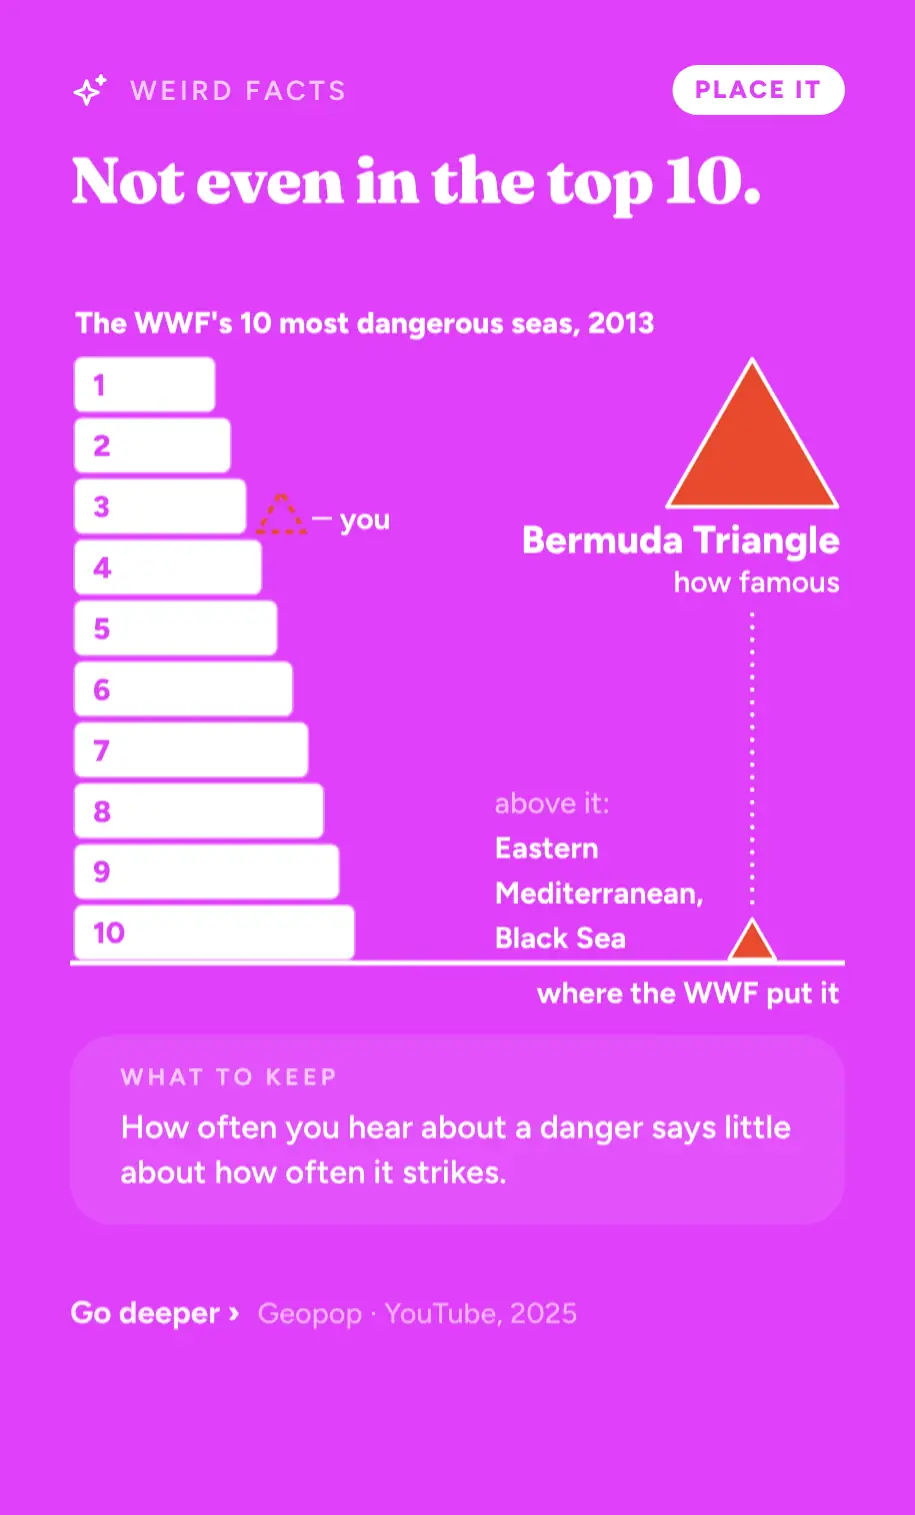 WEIRD FACTS
PLACE IT
Not even in the top 10.
The WWF's 10 most dangerous seas, 2013
1
2
3
– you
4
5
6
7
8
9
10
Bermuda Triangle
how famous
above it:
Eastern
Mediterranean,
Black Sea
where the WWF put it
WHAT TO KEEP
How often you hear about a danger says little
about how often it strikes.
Go deeper › Geopop · YouTube, 2025